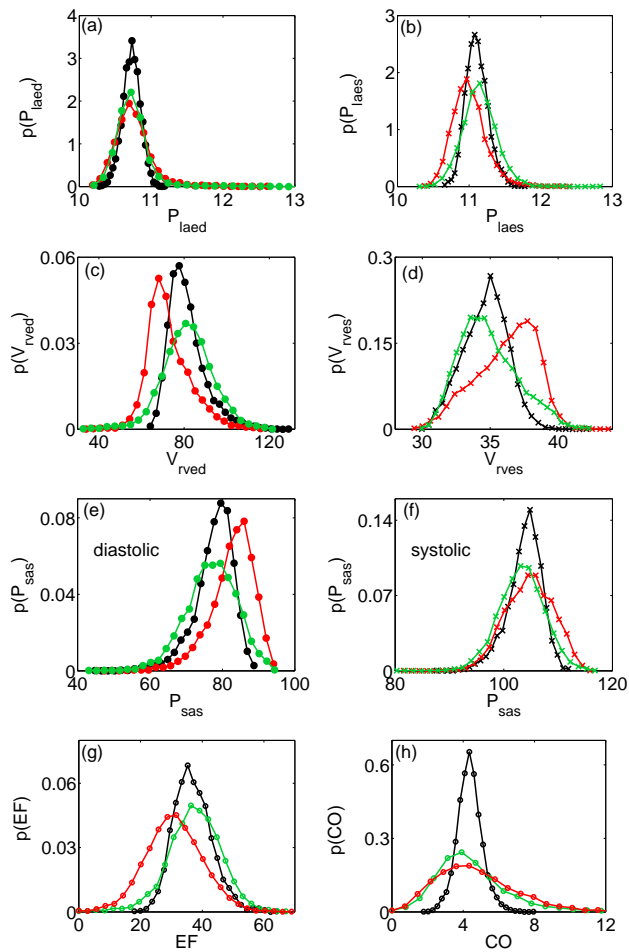 (a)
p(P_laed)
4
3
2
1
0
10 11 12 13
P_laed
(b)
p(P_laes)
3
2
1
0
10 11 12 13
P_laes
(c)
p(V_rved)
0.06
0.03
0
40 80 120
V_rved
(d)
p(V_rves)
0.3
0.15
0
30 35 40
V_rves
(e)
diastolic
p(P_sas)
0.08
0.04
0
40 60 80 100
P_sas
(f)
systolic
p(P_sas)
0.14
0.07
0
80 100 120
P_sas
(g)
p(EF)
0.06
0.03
0
0 20 40 60
EF
(h)
p(CO)
0.6
0.3
0
0 4 8 12
CO